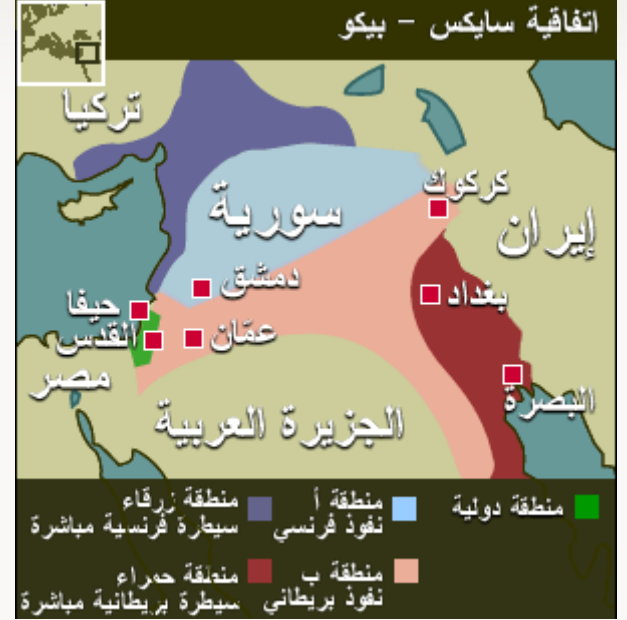 اتفاقية سايكس - بيكو
تركيا
كركوك
سورية
إيران
دمشق
بغداد
حيفا
القدس
عمّان
مصر
البصرة
الجزيرة العربية
منطقة دولية
منطقة أ
نفوذ فرنسي
منطقة زرقاء
سيطرة فرنسية مباشرة
منطقة ب
نفوذ بريطاني
منطقة حمراء
سيطرة بريطانية مباشرة